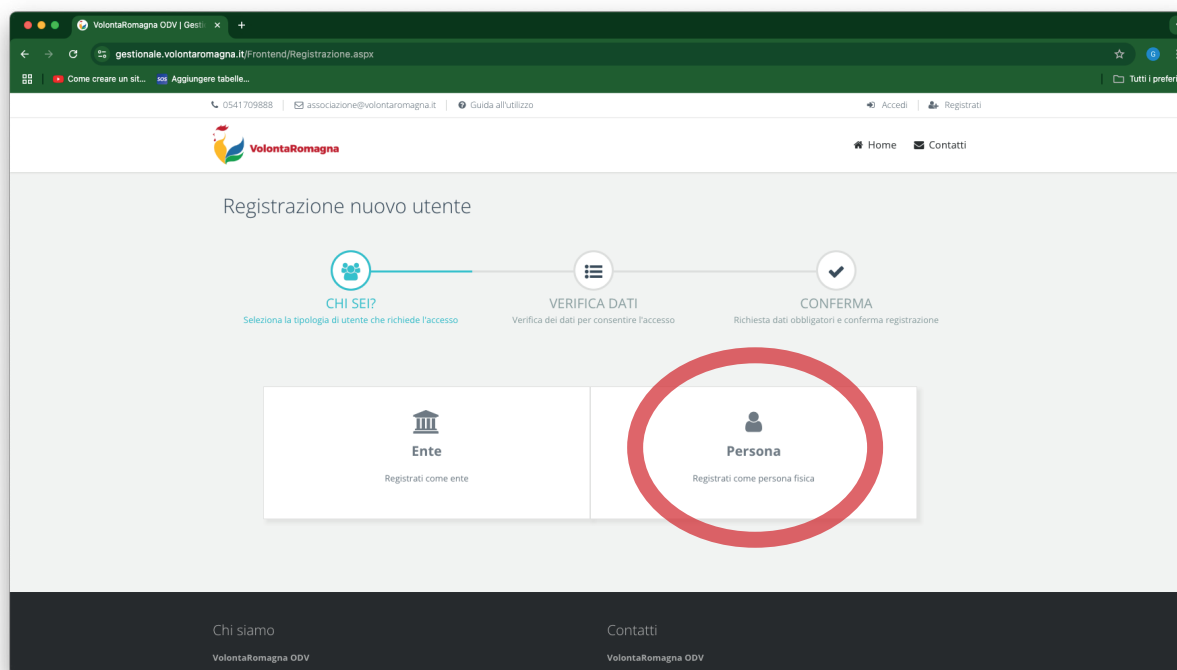 VolontaRomagna ODV | Gesti
gestionale.volontaromagna.it/Frontend/Registrazione.aspx
G
Come creare un sit...
SOS Aggiungere tabelle...
Tutti i preferi
0541709888
associazione@volontaromagna.it
Guida all'utilizzo
Accedi
Registrati
VolontaRomagna
Home
Contatti
Registrazione nuovo utente
CHI SEI?
Seleziona la tipologia di utente che richiede l'accesso
VERIFICA DATI
Verifica dei dati per consentire l'accesso
CONFERMA
Richiesta dati obbligatori e conferma registrazione
Ente
Registrati come ente
Persona
Registrati come persona fisica
Chi siamo
VolontaRomagna ODV
Contatti
VolontaRomagna ODV